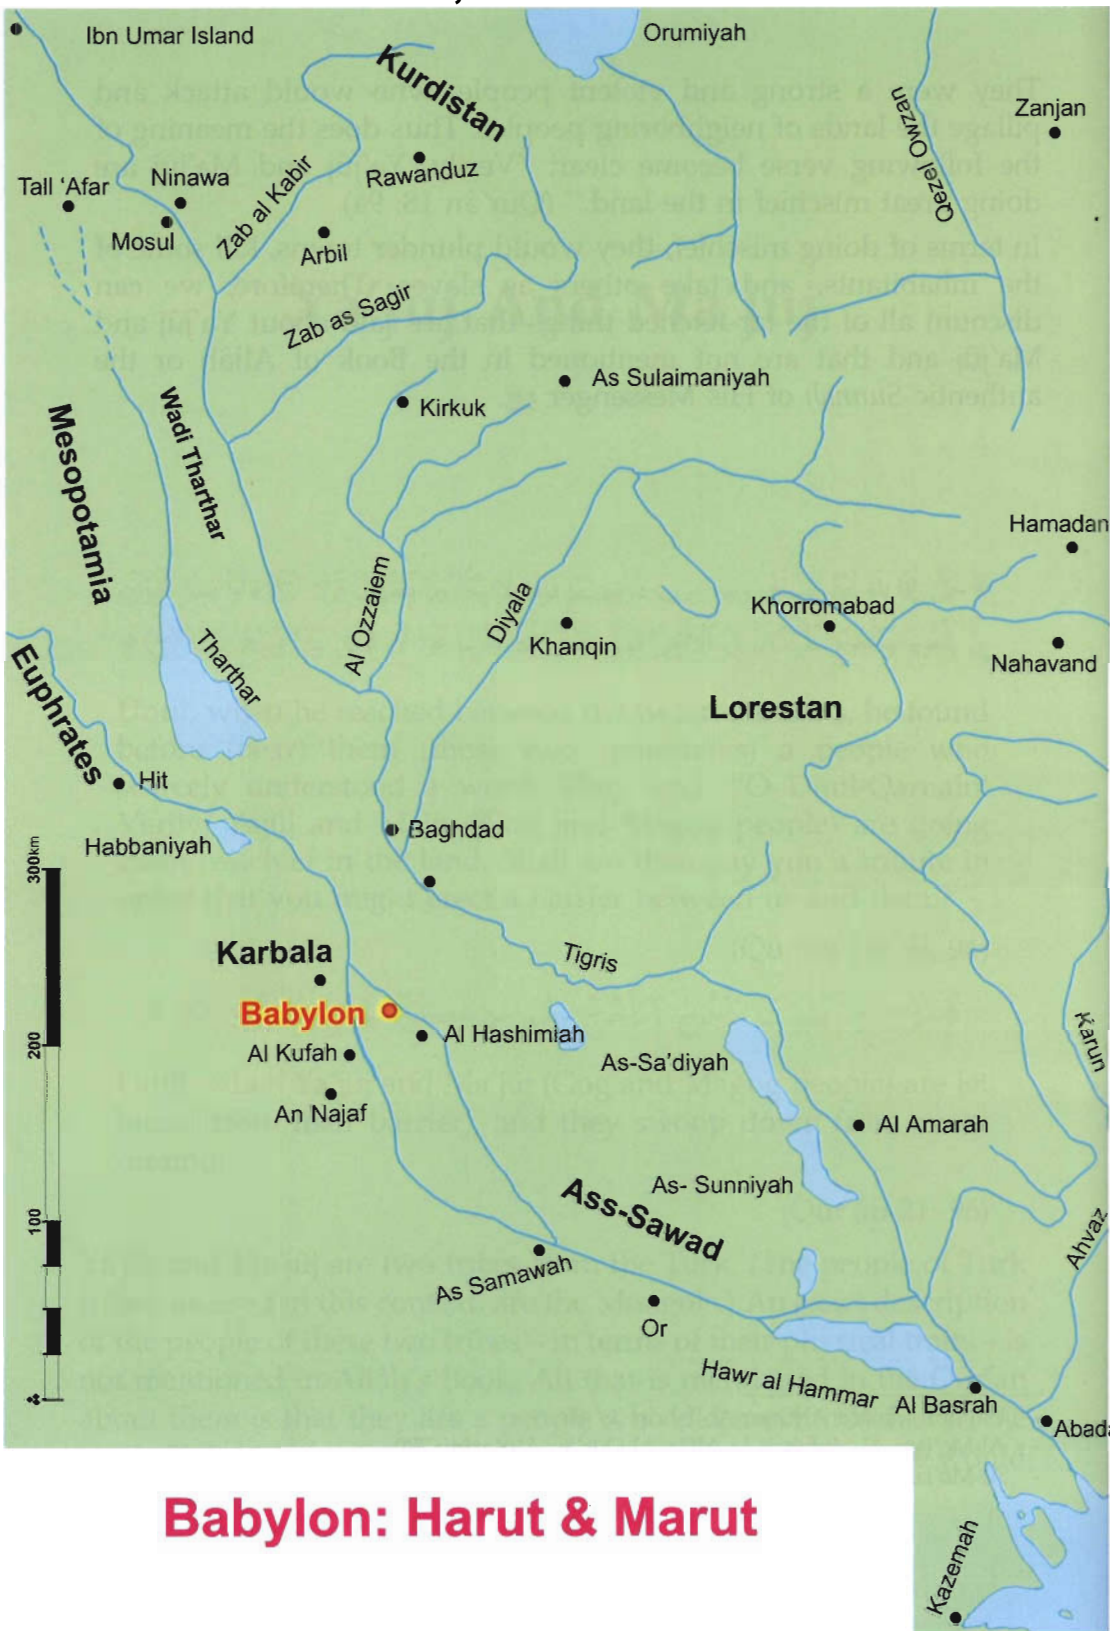 Ibn Umar Island
Orumiyah
Kurdistan
Qezel Owzan
Zanjan
Tall ‘Afar
Ninawa
Zab al Kabir
Rawanduz
Mosul
Arbil
Zab as Sagir
As Sulaimaniyah
Kirkuk
Mesopotamia
Wadi Tharthar
Hamadan
Al Ozzaiem
Diyala
Khorromabad
Khanqin
Nahavand
Tharthar
Euphrates
Lorestan
Hit
Baghdad
Habbaniyah
300km
Karbala
Tigris
Babylon
Al Hashimiah
Karun
200
Al Kufah
As-Sa’diyah
An Najaf
Al Amarah
As- Sunniyah
Ass-Sawad
100
Ahvaz
As Samawah
Or
Hawr al Hammar
Al Basrah
Abada
Babylon: Harut & Marut
Kazemah